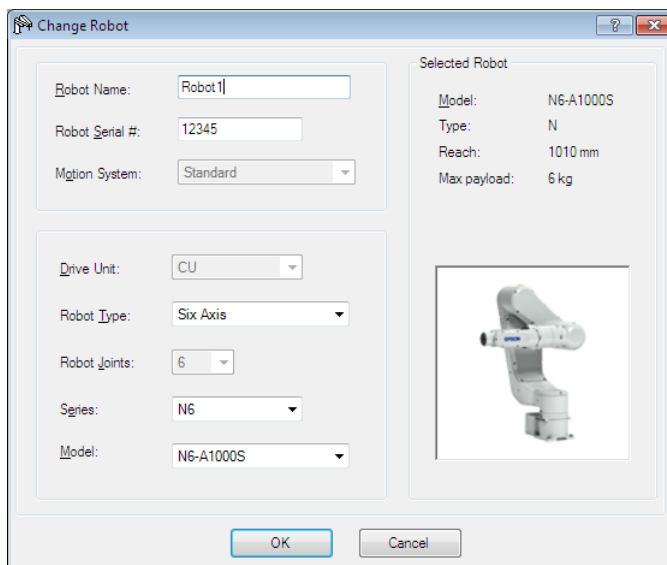 Change Robot
?
Robot Name:
Robot1
Robot Serial #:
12345
Motion System:
Standard
Drive Unit:
CU
Robot Type:
Six Axis
Robot Joints:
6
Series:
N6
Model:
N6-A1000S
Selected Robot
Model:
N6-A1000S
Type:
N
Reach:
1010 mm
Max payload:
6 kg
EPSON
OK
Cancel